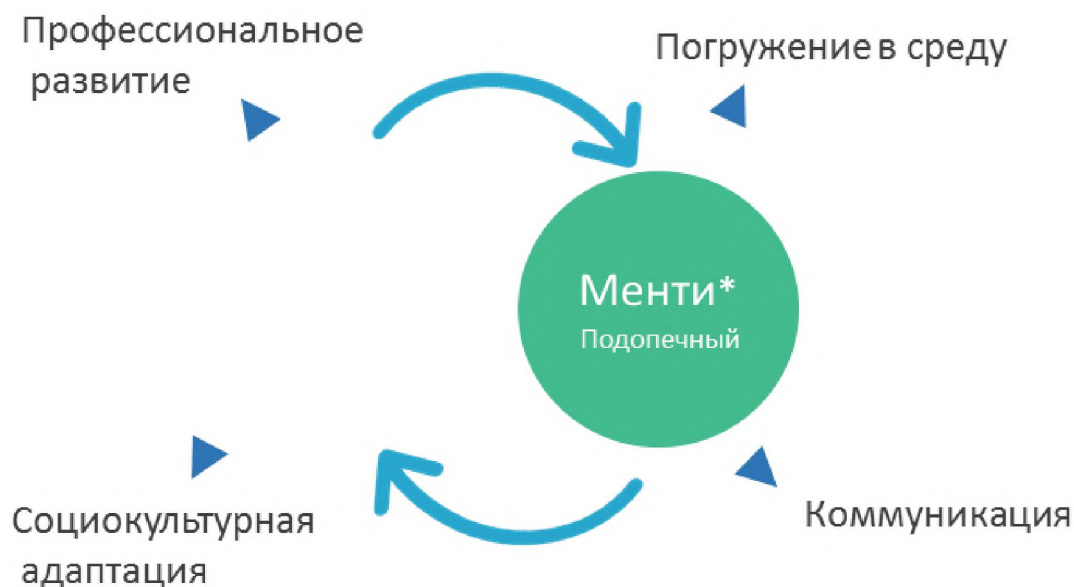 Профессиональное
развитие
Погружение в среду
Менти*
Подопечный
Социокультурная
адаптация
Коммуникация